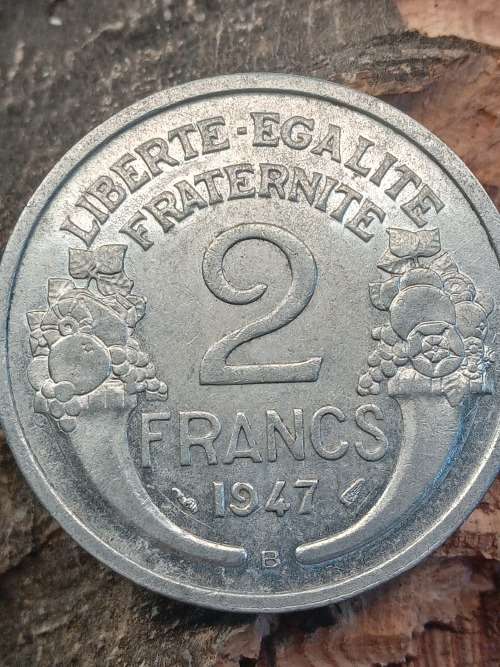 LIBERTE-EGALITE
FRATERNITE
2
FRANCS
1947
B